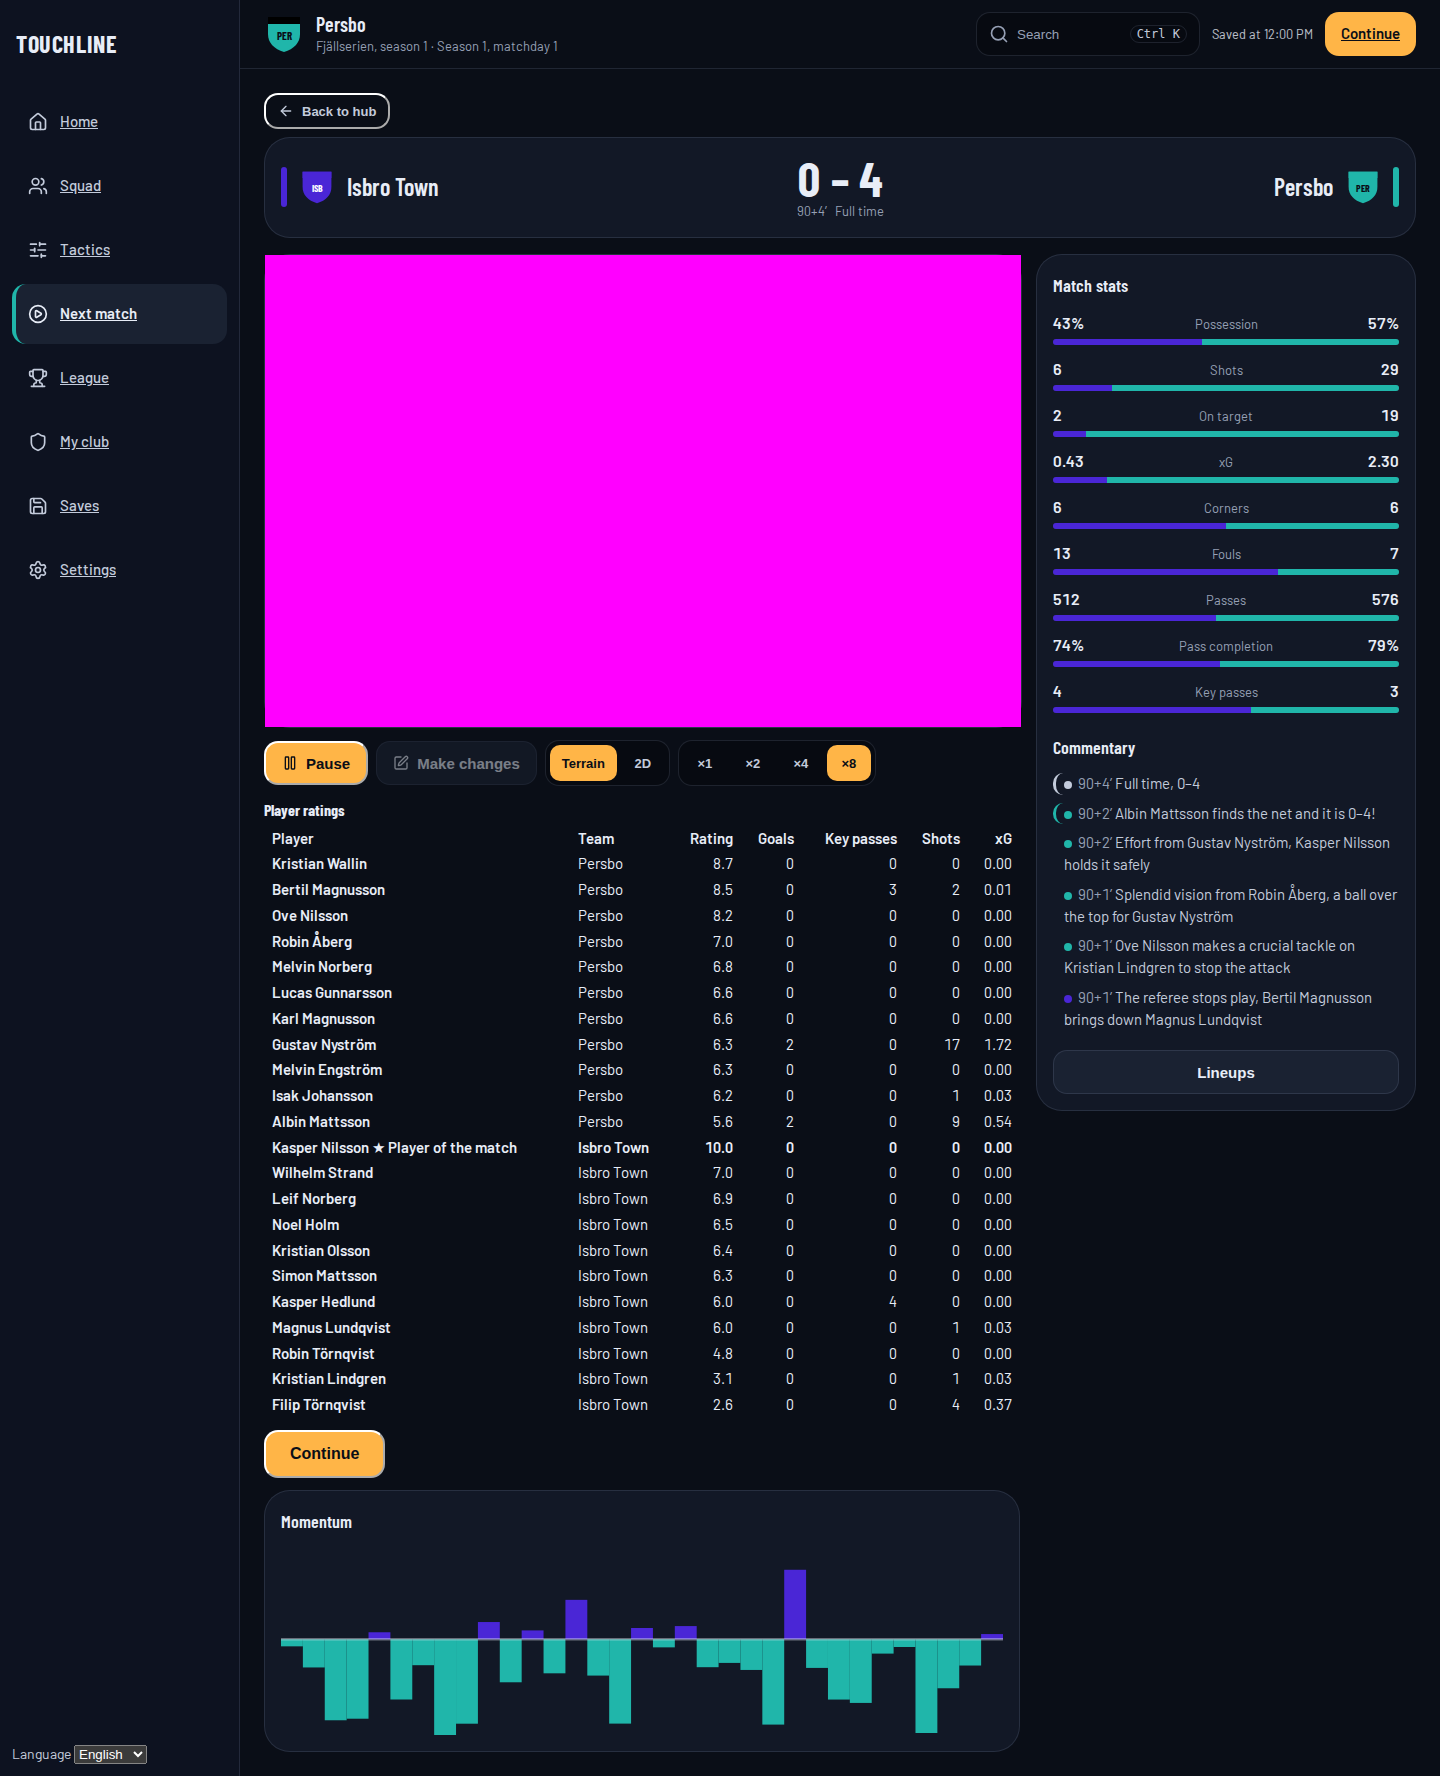 TOUCHLINE
Home
Squad
Tactics
Next match
League
My club
Saves
Settings
Language English
PER
Persbo
Fjällserien, season 1 · Season 1, matchday 1
Search Ctrl K
Saved at 12:00 PM
Continue
Back to hub
ISB Isbro Town
0 – 4
90+4′ Full time
Persbo PER
Pause
Make changes
Terrain 2D
×1 ×2 ×4 ×8
Player ratings
Player Team Rating Goals Key passes Shots xG
Kristian Wallin Persbo 8.7 0 0 0 0.00
Bertil Magnusson Persbo 8.5 0 3 2 0.01
Ove Nilsson Persbo 8.2 0 0 0 0.00
Robin Åberg Persbo 7.0 0 0 0 0.00
Melvin Norberg Persbo 6.8 0 0 0 0.00
Lucas Gunnarsson Persbo 6.6 0 0 0 0.00
Karl Magnusson Persbo 6.6 0 0 0 0.00
Gustav Nyström Persbo 6.3 2 0 17 1.72
Melvin Engström Persbo 6.3 0 0 0 0.00
Isak Johansson Persbo 6.2 0 0 1 0.03
Albin Mattsson Persbo 5.6 2 0 9 0.54
Kasper Nilsson ★ Player of the match Isbro Town 10.0 0 0 0 0.00
Wilhelm Strand Isbro Town 7.0 0 0 0 0.00
Leif Norberg Isbro Town 6.9 0 0 0 0.00
Noel Holm Isbro Town 6.5 0 0 0 0.00
Kristian Olsson Isbro Town 6.4 0 0 0 0.00
Simon Mattsson Isbro Town 6.3 0 0 0 0.00
Kasper Hedlund Isbro Town 6.0 0 4 0 0.00
Magnus Lundqvist Isbro Town 6.0 0 0 1 0.03
Robin Törnqvist Isbro Town 4.8 0 0 0 0.00
Kristian Lindgren Isbro Town 3.1 0 0 1 0.03
Filip Törnqvist Isbro Town 2.6 0 0 4 0.37
Continue
Momentum
Match stats
43% Possession 57%
6 Shots 29
2 On target 19
0.43 xG 2.30
6 Corners 6
13 Fouls 7
512 Passes 576
74% Pass completion 79%
4 Key passes 3
Commentary
90+4′ Full time, 0–4
90+2′ Albin Mattsson finds the net and it is 0–4!
90+2′ Effort from Gustav Nyström, Kasper Nilsson
holds it safely
90+1′ Splendid vision from Robin Åberg, a ball over
the top for Gustav Nyström
90+1′ Ove Nilsson makes a crucial tackle on
Kristian Lindgren to stop the attack
90+1′ The referee stops play, Bertil Magnusson
brings down Magnus Lundqvist
Lineups